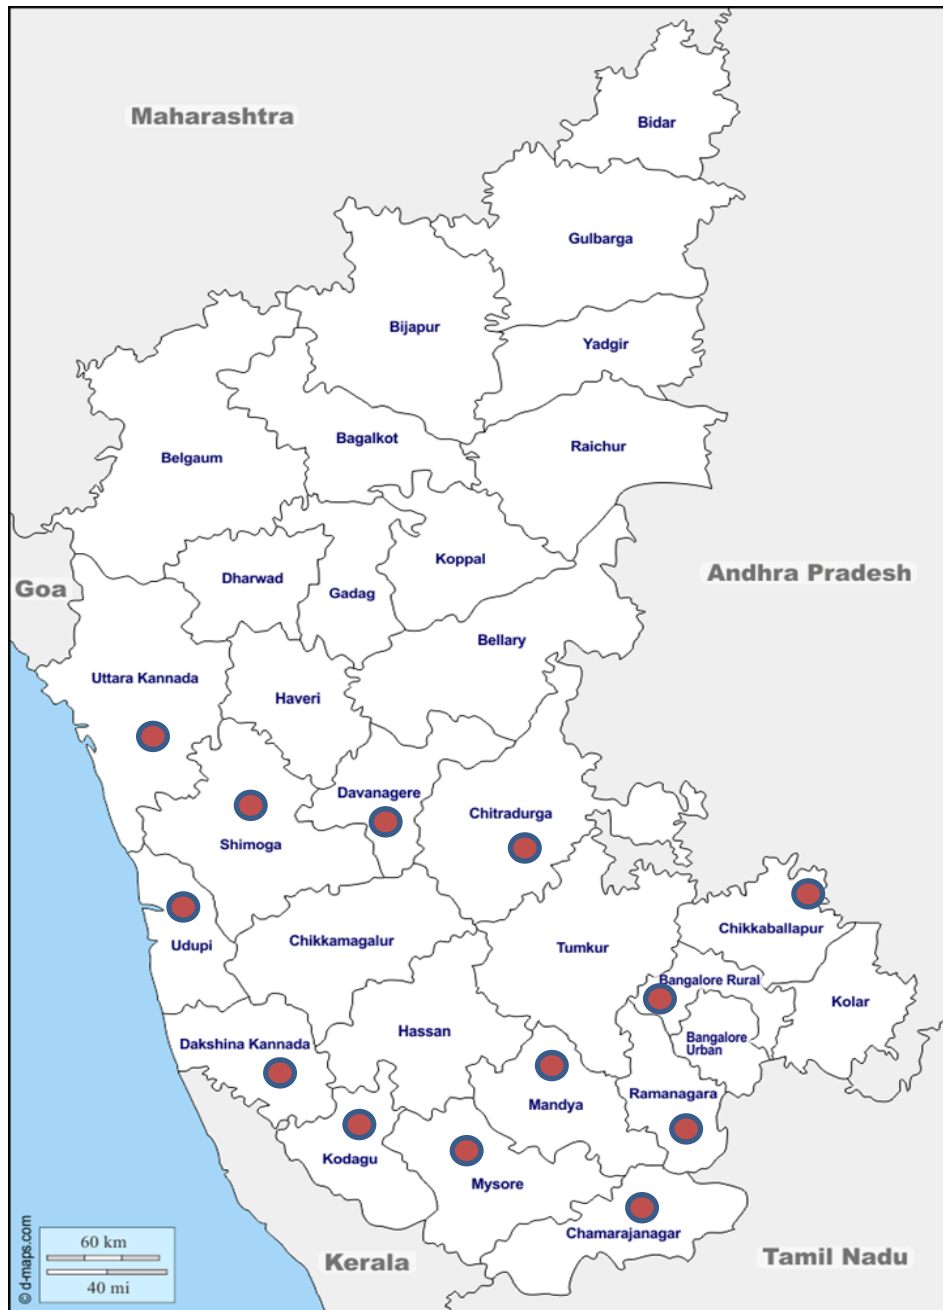 Maharashtra
Bidar
Gulbarga
Bijapur
Yadgir
Bagalkot
Raichur
Belgaum
Koppal
Dharwad
Gadag
Goa
Andhra Pradesh
Bellary
Uttara Kannada
Haveri
Davanagere
Chitradurga
Shimoga
Chikkaballapur
Udupi
Chikkamagalur
Tumkur
Bangalore Rural
Kolar
Hassan
Dakshina Kannada
Bangalore
Urban
Ramanagara
Mandya
Kodagu
Mysore
Chamarajanagar
Kerala
Tamil Nadu
60 km
40 mi
© d-maps.com